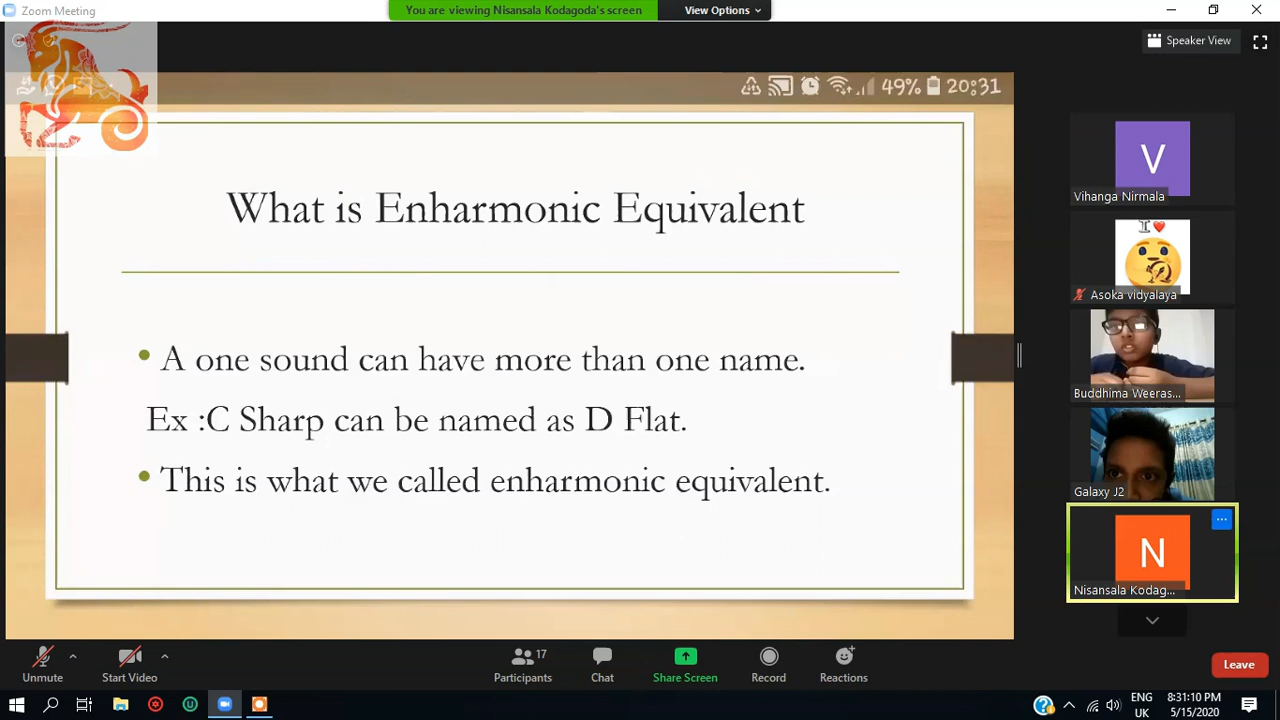 Zoom Meeting
You are viewing Nisansala Kodagoda's screen
View Options
Speaker View
49% 20:31
What is Enharmonic Equivalent
• A one sound can have more than one name.
Ex :C Sharp can be named as D Flat.
• This is what we called enharmonic equivalent.
V
Vihanga Nirmala
I
Asoka vidyalaya
Buddhima Weeras...
Galaxy J2
N
Nisansala Kodag...
Unmute
Start Video
Participants 17
Chat
Share Screen
Record
Reactions
Leave
ENG
UK
8:31:10 PM
5/15/2020